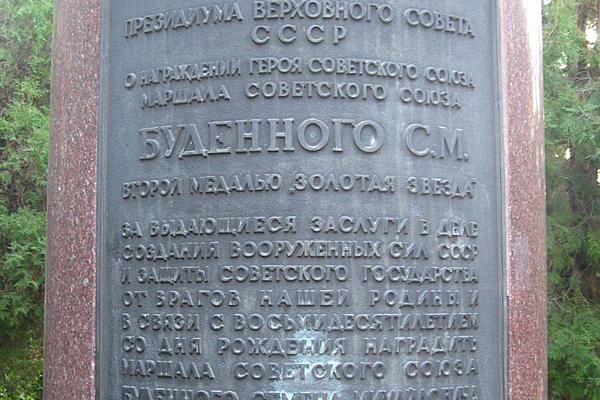 ПРЕЗИДИУМА ВЕРХОВНОГО СОВЕТА
СССР
О НАГРАЖДЕНИИ ГЕРОЯ СОВЕТСКОГО СОЮЗА
МАРШАЛА СОВЕТСКОГО СОЮЗА
БУДЕННОГО С.М.
ВТОРОЙ МЕДАЛЬЮ „ЗОЛОТАЯ ЗВЕЗДА"
ЗА ВЫДАЮЩИЕСЯ ЗАСЛУГИ В ДЕЛЕ
СОЗДАНИЯ ВООРУЖЕННЫХ СИЛ СССР
И ЗАЩИТЫ СОВЕТСКОГО ГОСУДАРСТВА
ОТ ВРАГОВ НАШЕЙ РОДИНЫ И
В СВЯЗИ С ВОСЬМИДЕСЯТИЛЕТИЕМ
СО ДНЯ РОЖДЕНИЯ НАГРАДИТЬ
МАРШАЛА СОВЕТСКОГО СОЮЗА
БУДЕННОГО